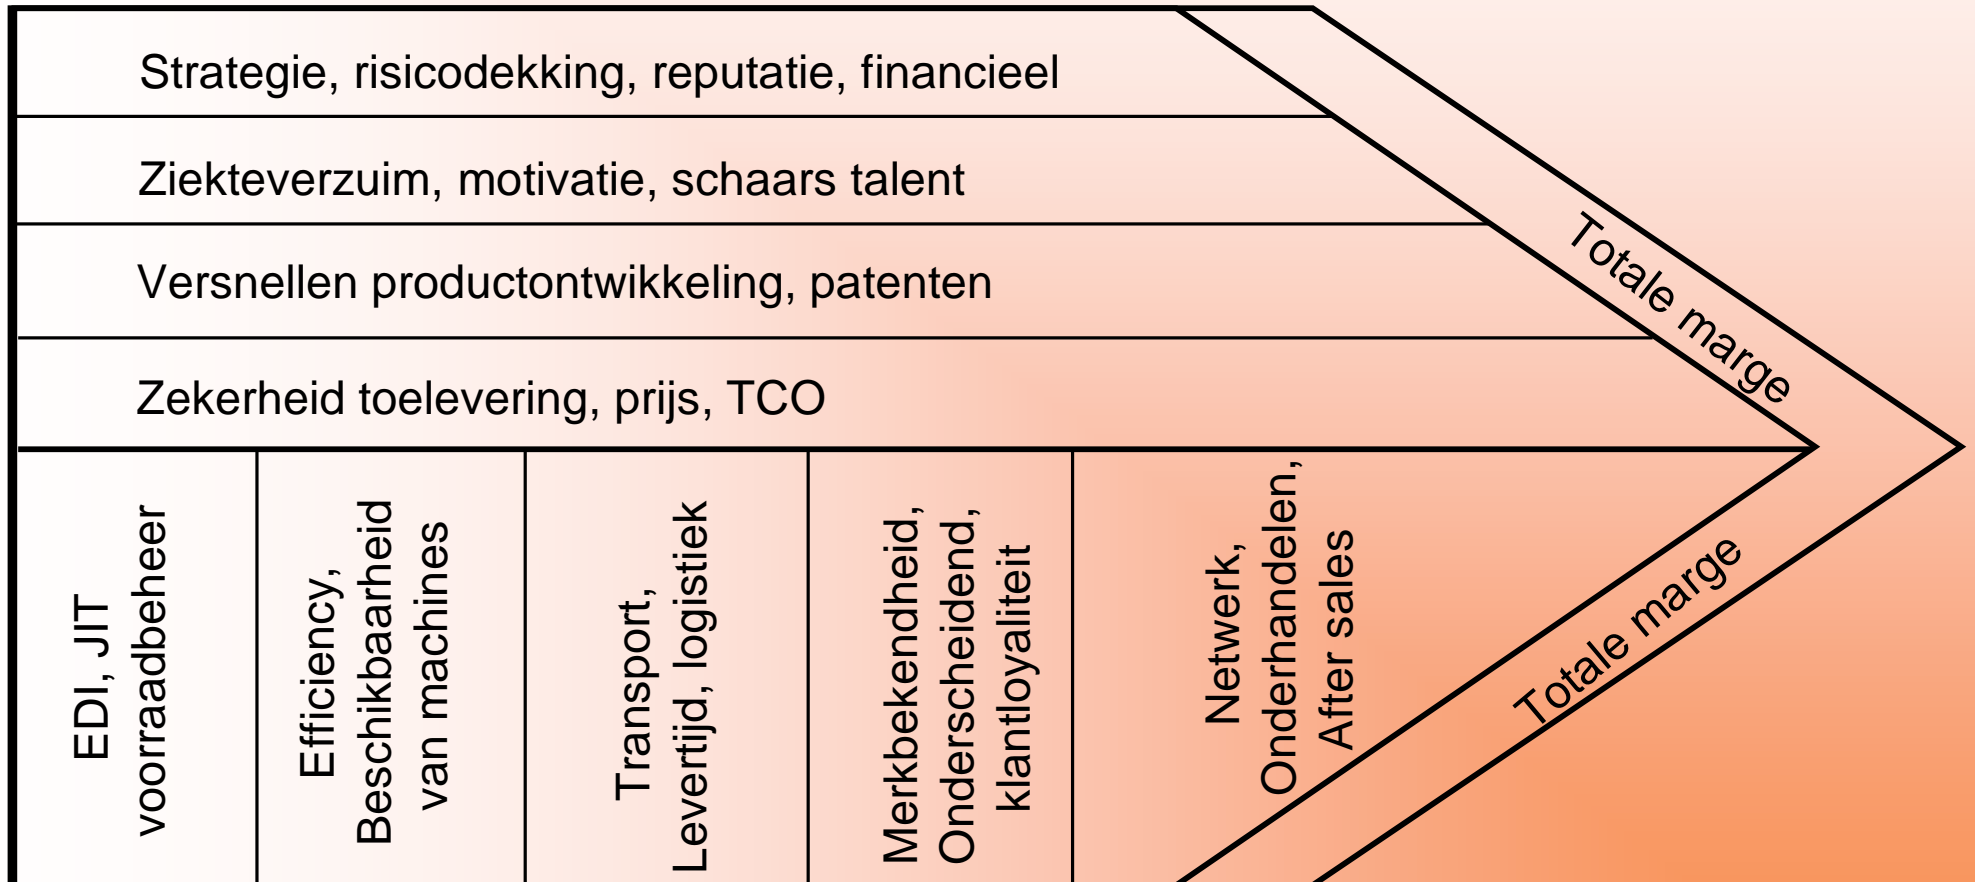 Strategie, risicodekking, reputatie, financieel
Ziekteverzuim, motivatie, schaars talent
Versnellen productontwikkeling, patenten
Zekerheid toelevering, prijs, TCO
Totale marge
EDI, JIT
voorraadbeheer
Efficiency,
Beschikbaarheid
van machines
Transport,
Levertijd, logistiek
Merkbekendheid,
Onderscheidend,
klantloyaliteit
Netwerk,
Onderhandelen,
After sales
Totale marge